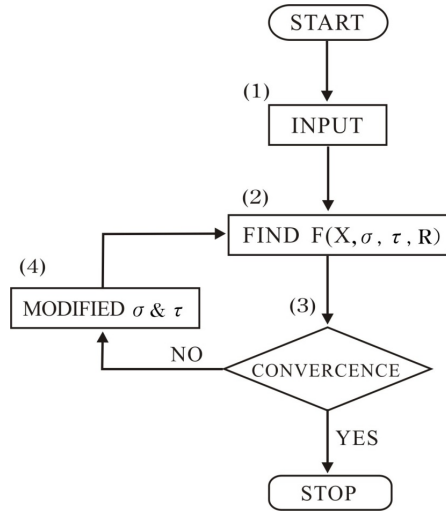 START
(1)
INPUT
(2)
FIND F(X, σ, τ, R)
(4)
(3)
MODIFIED σ & τ
CONVERCENCE
NO
YES
STOP